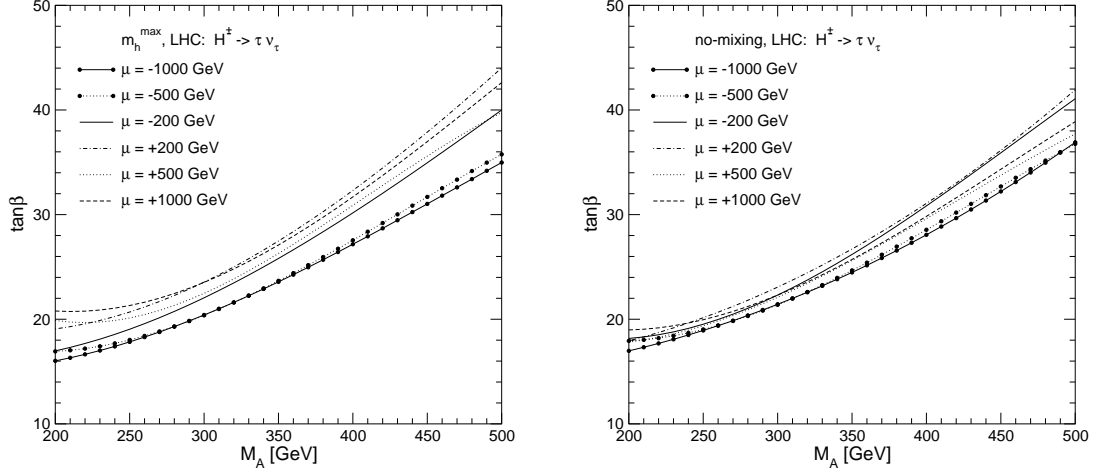 50
40
30
20
10
tanβ
m_h^max, LHC: H^± -> τ ν_τ
μ = -1000 GeV
μ = -500 GeV
μ = -200 GeV
μ = +200 GeV
μ = +500 GeV
μ = +1000 GeV
200 250 300 350 400 450 500
M_A [GeV]
50
40
30
20
10
tanβ
no-mixing, LHC: H^± -> τ ν_τ
μ = -1000 GeV
μ = -500 GeV
μ = -200 GeV
μ = +200 GeV
μ = +500 GeV
μ = +1000 GeV
200 250 300 350 400 450 500
M_A [GeV]